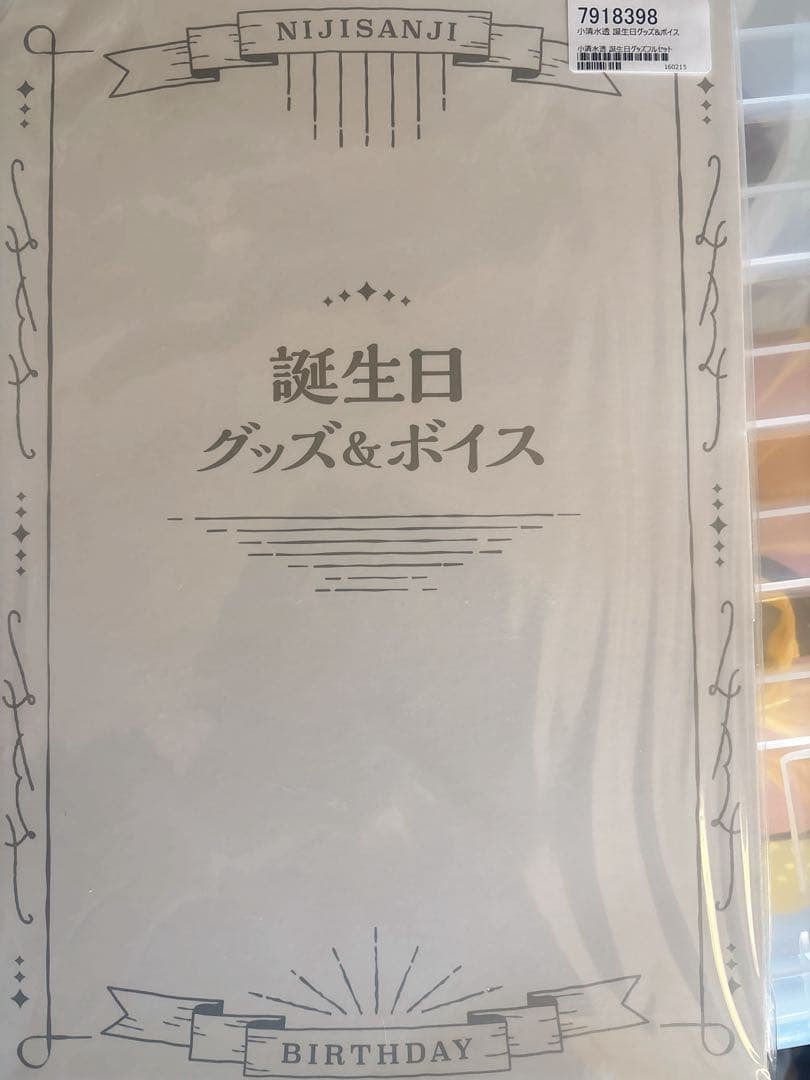 NIJISANJI
7918398
小清水透 誕生日グッズ&ボイス
小清水透 誕生日グッズフルセット
160215
誕生日
グッズ&ボイス
BIRTHDAY